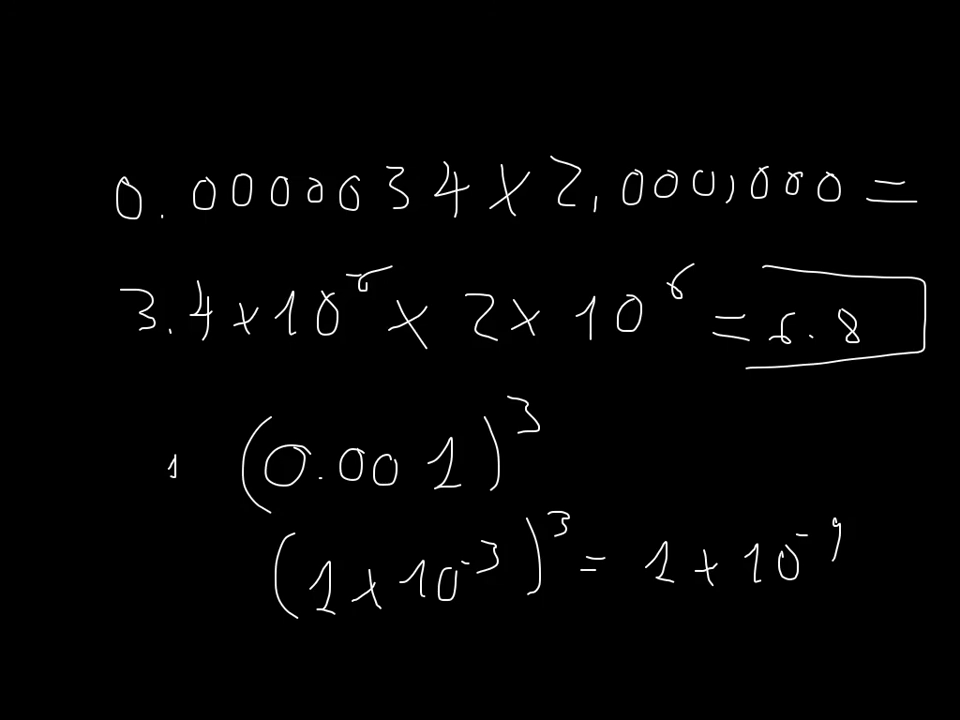 0.0000034 x 2,000,000 =
3.4 x 10⁻⁶ x 2 x 10⁶ = 6.8
1 (0.001)³
(1 x 10⁻³)³ = 1 x 10⁻⁹